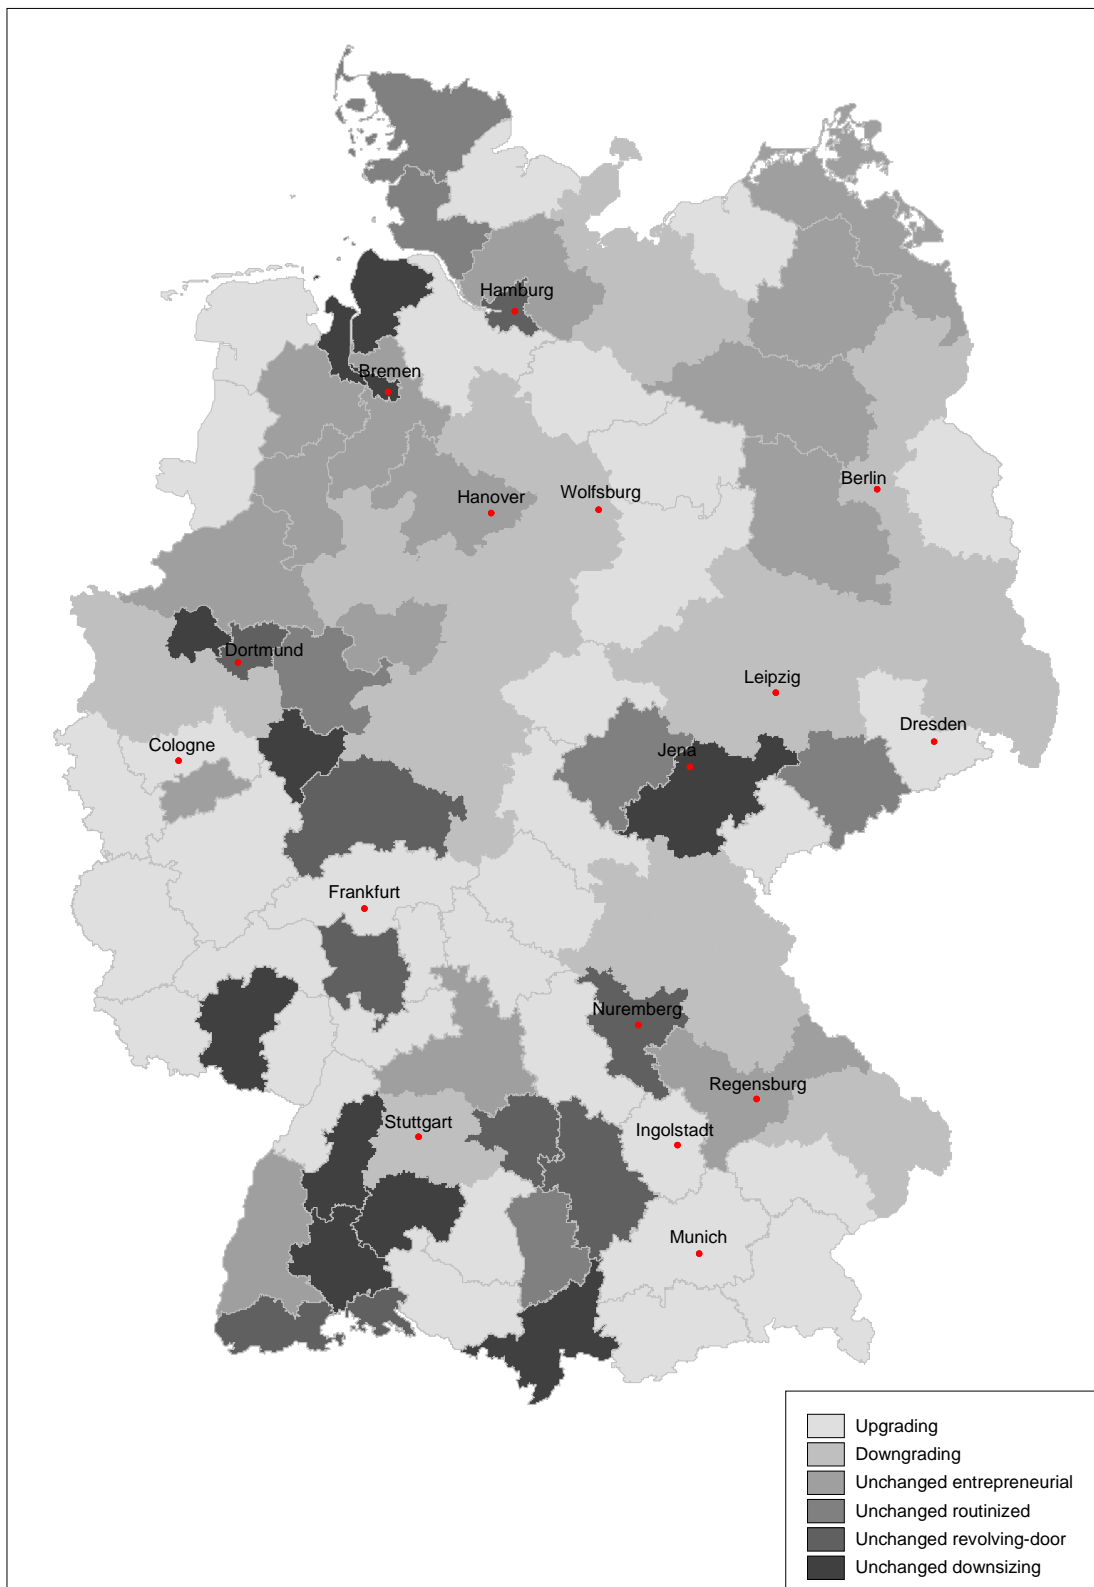 Hamburg
Bremen
Berlin
Hanover
Wolfsburg
Dortmund
Leipzig
Dresden
Cologne
Jena
Frankfurt
Nuremberg
Regensburg
Stuttgart
Ingolstadt
Munich
Upgrading
Downgrading
Unchanged entrepreneurial
Unchanged routinized
Unchanged revolving-door
Unchanged downsizing